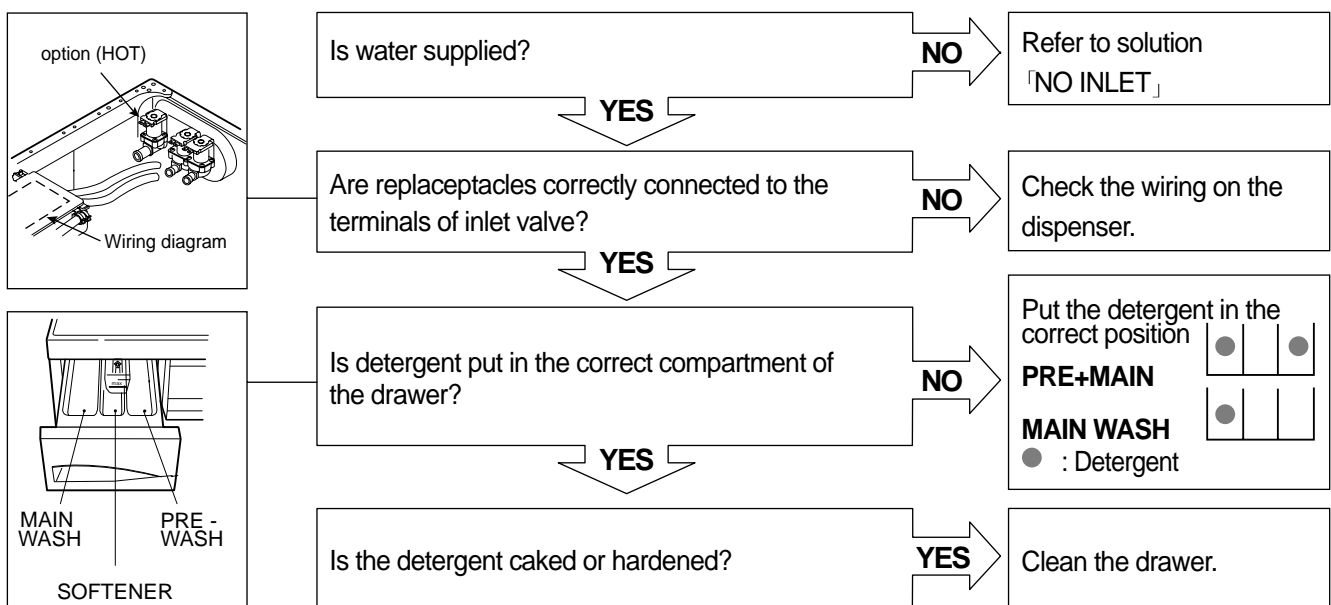 option (HOT)
Wiring diagram
Is water supplied?
NO
Refer to solution
「NO INLET」
YES
Are replaceptacles correctly connected to the
terminals of inlet valve?
NO
Check the wiring on the
dispenser.
YES
max
MAIN
WASH
PRE -
WASH
SOFTENER
Is detergent put in the correct compartment of
the drawer?
NO
Put the detergent in the
correct position
PRE+MAIN
MAIN WASH
: Detergent
YES
Is the detergent caked or hardened?
YES
Clean the drawer.